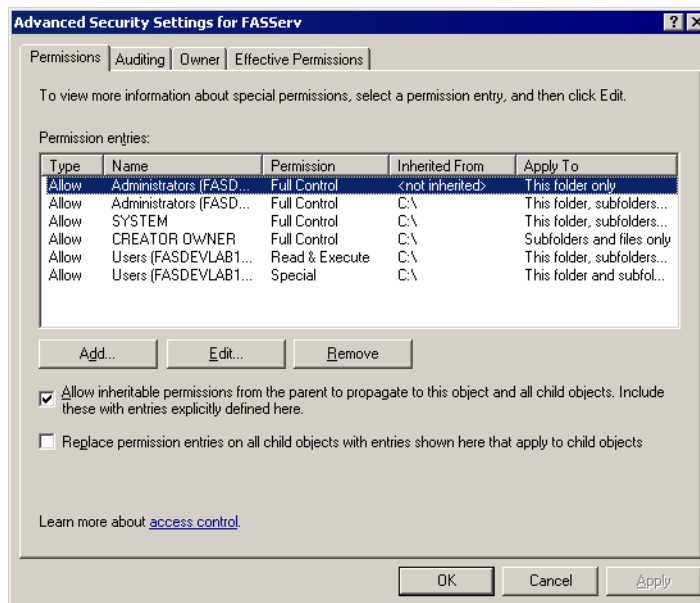 Advanced Security Settings for FASServ
Permissions Auditing Owner Effective Permissions
To view more information about special permissions, select a permission entry, and then click Edit.
Permission entries:
Type Name Permission Inherited From Apply To
Allow Administrators (FASD... Full Control <not inherited> This folder only
Allow Administrators (FASD... Full Control C:\ This folder, subfolders...
Allow SYSTEM Full Control C:\ This folder, subfolders...
Allow CREATOR OWNER Full Control C:\ Subfolders and files only
Allow Users (FASDEVLAB1... Read & Execute C:\ This folder, subfolders...
Allow Users (FASDEVLAB1... Special C:\ This folder and subfol...
Add... Edit... Remove
Allow inheritable permissions from the parent to propagate to this object and all child objects. Include
these with entries explicitly defined here.
Replace permission entries on all child objects with entries shown here that apply to child objects
Learn more about access control.
OK Cancel Apply